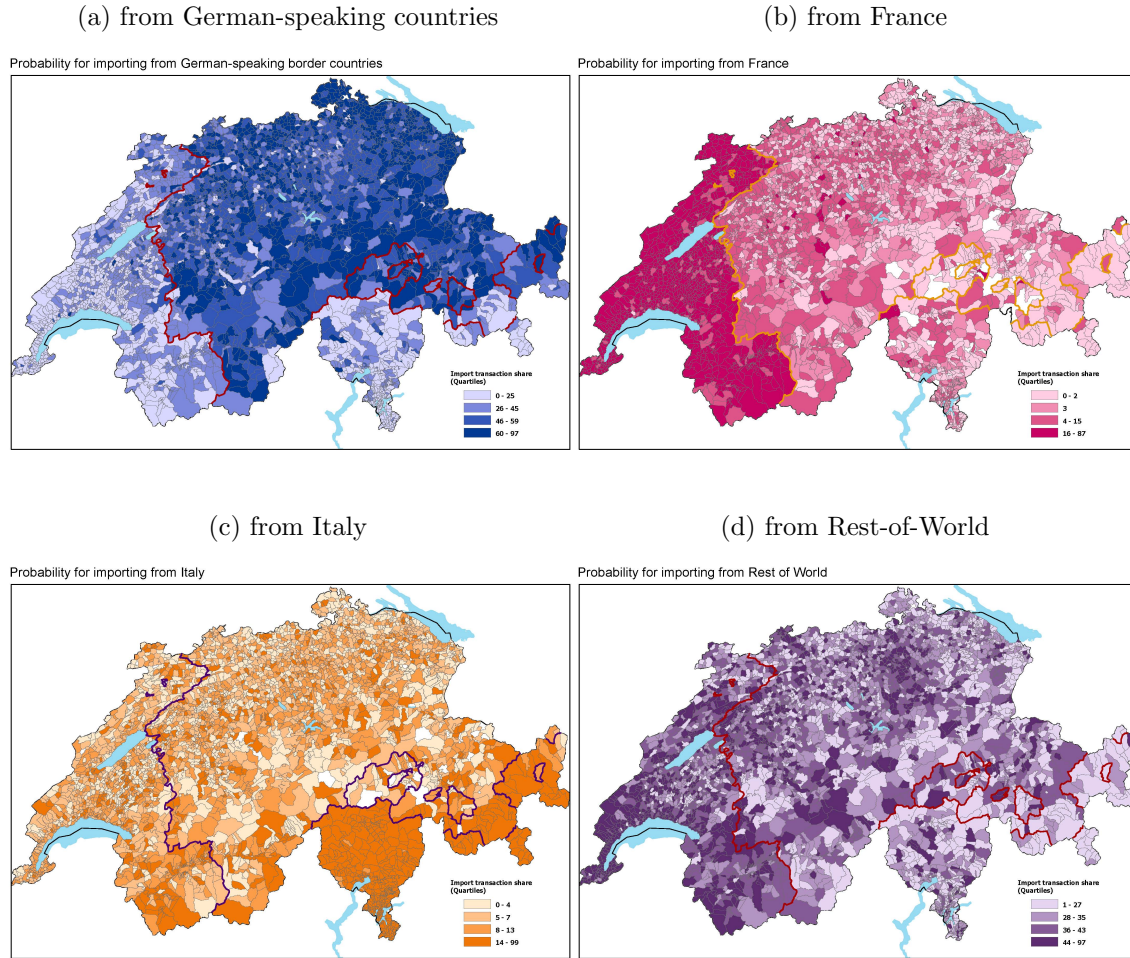 (a) from German-speaking countries
(b) from France
Probability for importing from German-speaking border countries
Probability for importing from France
Import transaction share
(Quartiles)
0 - 25
26 - 45
46 - 59
60 - 97
Import transaction share
(Quartiles)
0 - 2
3
4 - 15
16 - 87
(c) from Italy
(d) from Rest-of-World
Probability for importing from Italy
Probability for importing from Rest of World
Import transaction share
(Quartiles)
0 - 4
5 - 7
8 - 13
14 - 99
Import transaction share
(Quartiles)
1 - 27
28 - 35
36 - 43
44 - 97